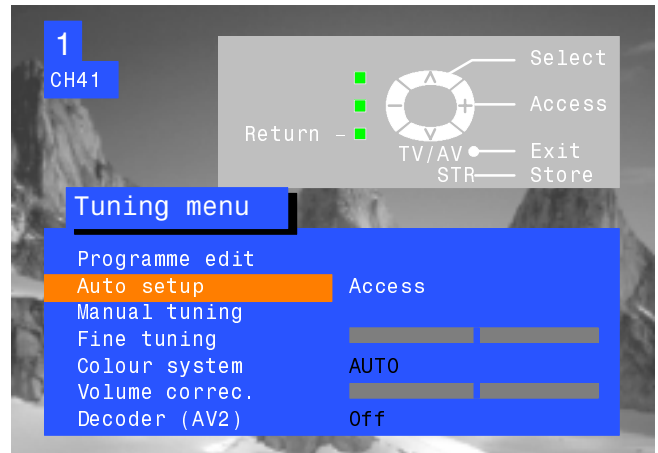 1
CH41
Select
Access
Return
TV/AV Exit
STR Store
Tuning menu
Programme edit
Auto setup Access
Manual tuning
Fine tuning
Colour system AUTO
Volume correc.
Decoder (AV2) Off